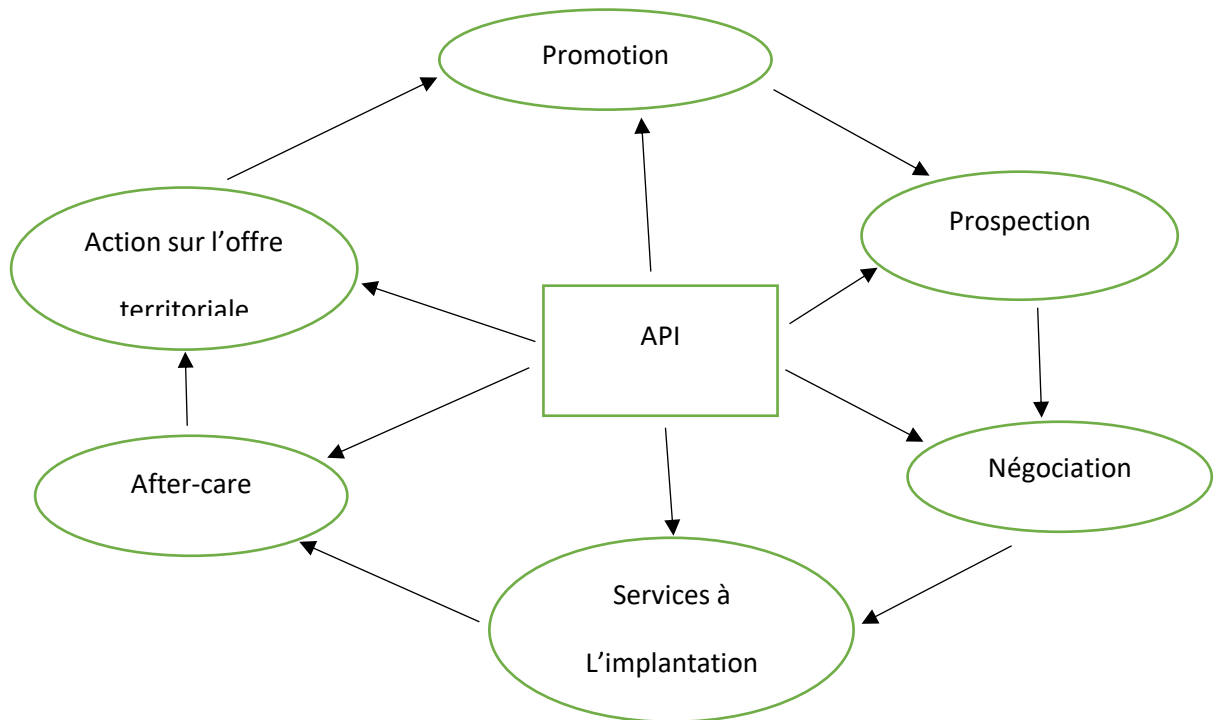 Promotion
Prospection
Action sur l’offre
territoriale
API
Négociation
After-care
Services à
L’implantation